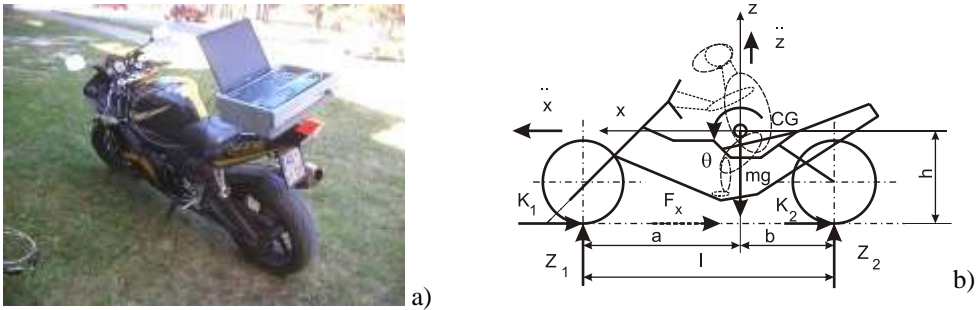 a)
z
z̈
ẍ
x
CG
θ
mg
h
K₁
Fₓ
K₂
a
b
Z₁
l
Z₂
b)